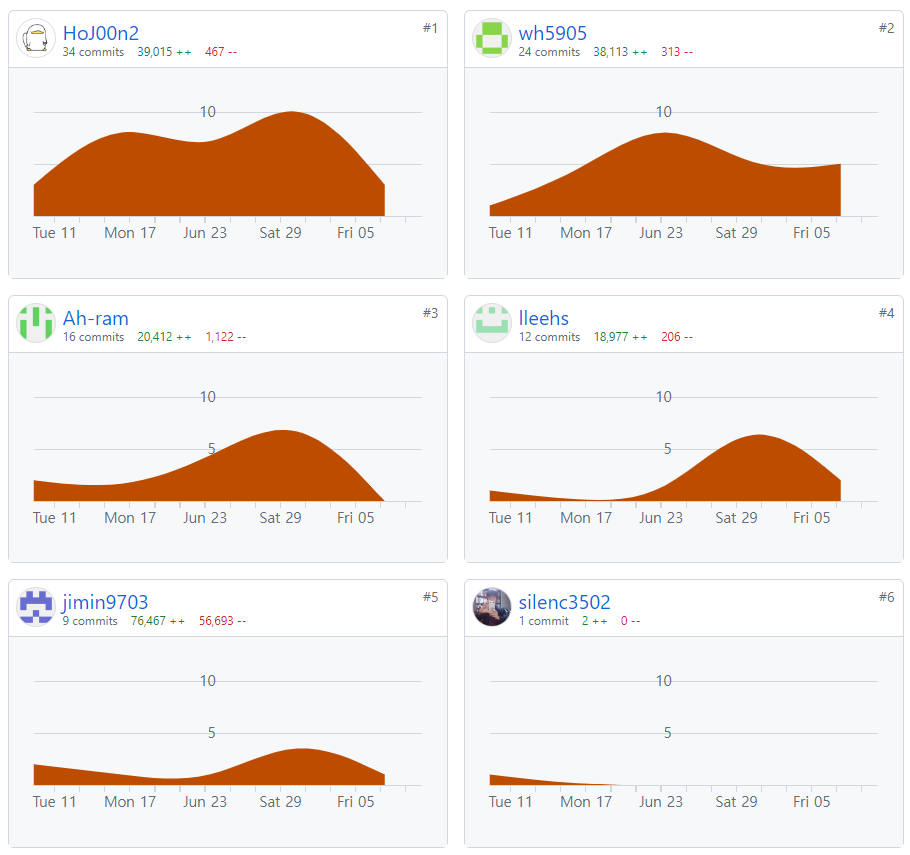 HoJ00n2 #1
34 commits 39,015 ++ 467 --
10
Tue 11 Mon 17 Jun 23 Sat 29 Fri 05
wh5905 #2
24 commits 38,113 ++ 313 --
10
Tue 11 Mon 17 Jun 23 Sat 29 Fri 05
Ah-ram #3
16 commits 20,412 ++ 1,122 --
10
5
Tue 11 Mon 17 Jun 23 Sat 29 Fri 05
lleehs #4
12 commits 18,977 ++ 206 --
10
5
Tue 11 Mon 17 Jun 23 Sat 29 Fri 05
jimin9703 #5
9 commits 76,467 ++ 56,693 --
10
5
Tue 11 Mon 17 Jun 23 Sat 29 Fri 05
silenc3502 #6
1 commit 2 ++ 0 --
10
5
Tue 11 Mon 17 Jun 23 Sat 29 Fri 05